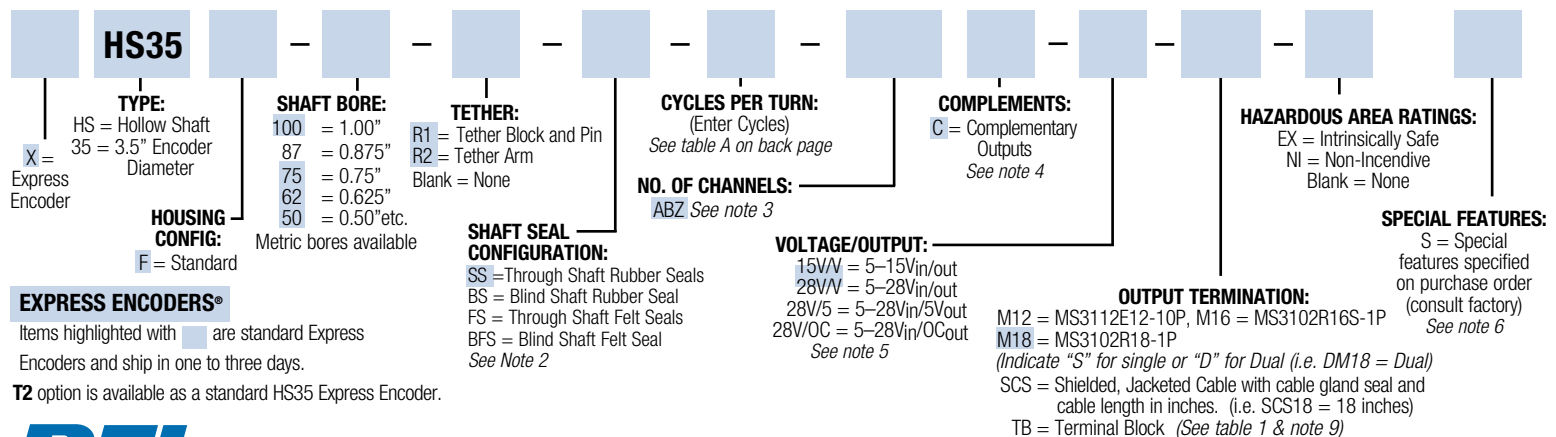 HS35 – – – – – – – –
TYPE:
HS = Hollow Shaft
35 = 3.5" Encoder
Diameter
X =
Express
Encoder
HOUSING
CONFIG:
F = Standard
SHAFT BORE:
100 = 1.00"
87 = 0.875"
75 = 0.75"
62 = 0.625"
50 = 0.50"etc.
Metric bores available
TETHER:
R1 = Tether Block and Pin
R2 = Tether Arm
Blank = None
SHAFT SEAL
CONFIGURATION:
SS =Through Shaft Rubber Seals
BS = Blind Shaft Rubber Seal
FS = Through Shaft Felt Seals
BFS = Blind Shaft Felt Seal
See Note 2
CYCLES PER TURN:
(Enter Cycles)
See table A on back page
NO. OF CHANNELS:
ABZ See note 3
COMPLEMENTS:
C = Complementary
Outputs
See note 4
VOLTAGE/OUTPUT:
15V/V = 5–15Vin/out
28V/V = 5–28Vin/out
28V/5 = 5–28Vin/5Vout
28V/OC = 5–28Vin/OCout
See note 5
OUTPUT TERMINATION:
M12 = MS3112E12-10P, M16 = MS3102R16S-1P
M18 = MS3102R18-1P
(Indicate "S" for single or "D" for Dual (i.e. DM18 = Dual)
SCS = Shielded, Jacketed Cable with cable gland seal and
cable length in inches. (i.e. SCS18 = 18 inches)
TB = Terminal Block (See table 1 & note 9)
HAZARDOUS AREA RATINGS:
EX = Intrinsically Safe
NI = Non-Incendive
Blank = None
SPECIAL FEATURES:
S = Special
features specified
on purchase order
(consult factory)
See note 6
EXPRESS ENCODERS®
Items highlighted with are standard Express
Encoders and ship in one to three days.
T2 option is available as a standard HS35 Express Encoder.